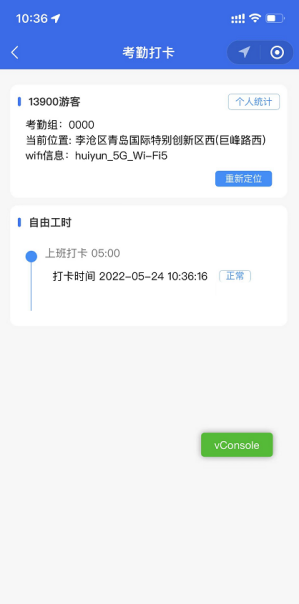 10:36
考勤打卡
13900游客
个人统计
考勤组：0000
当前位置: 李沧区青岛国际特别创新区西(巨峰路西)
wifi信息：huiyun_5G_Wi-Fi5
重新定位
自由工时
上班打卡 05:00
打卡时间 2022-05-24 10:36:16
正常
vConsole